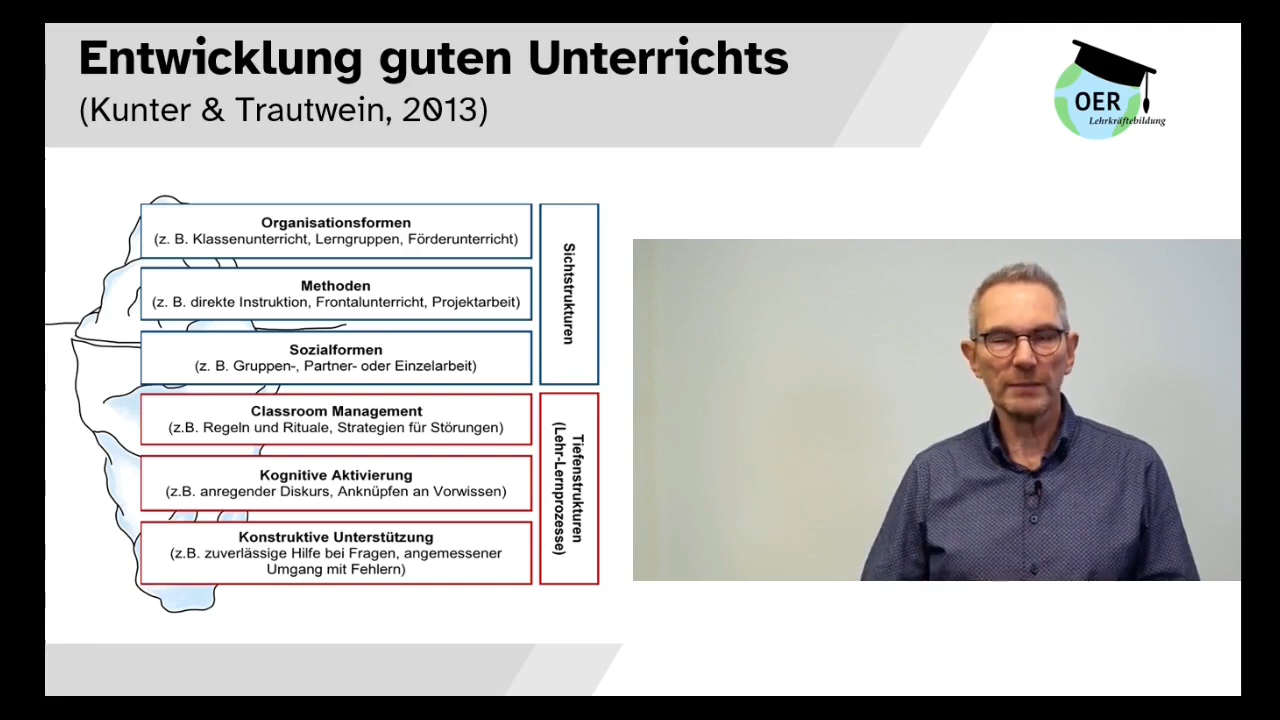 Entwicklung guten Unterrichts
(Kunter & Trautwein, 2013)
OER
Lehrkräftebildung
Organisationsformen
(z. B. Klassenunterricht, Lerngruppen, Förderunterricht)
Methoden
(z. B. direkte Instruktion, Frontalunterricht, Projektarbeit)
Sozialformen
(z. B. Gruppen-, Partner- oder Einzelarbeit)
Sichtstrukturen
Classroom Management
(z.B. Regeln und Rituale, Strategien für Störungen)
Kognitive Aktivierung
(z.B. anregender Diskurs, Anknüpfen an Vorwissen)
Konstruktive Unterstützung
(z.B. zuverlässige Hilfe bei Fragen, angemessener
Umgang mit Fehlern)
Tiefenstrukturen
(Lehr-Lernprozesse)